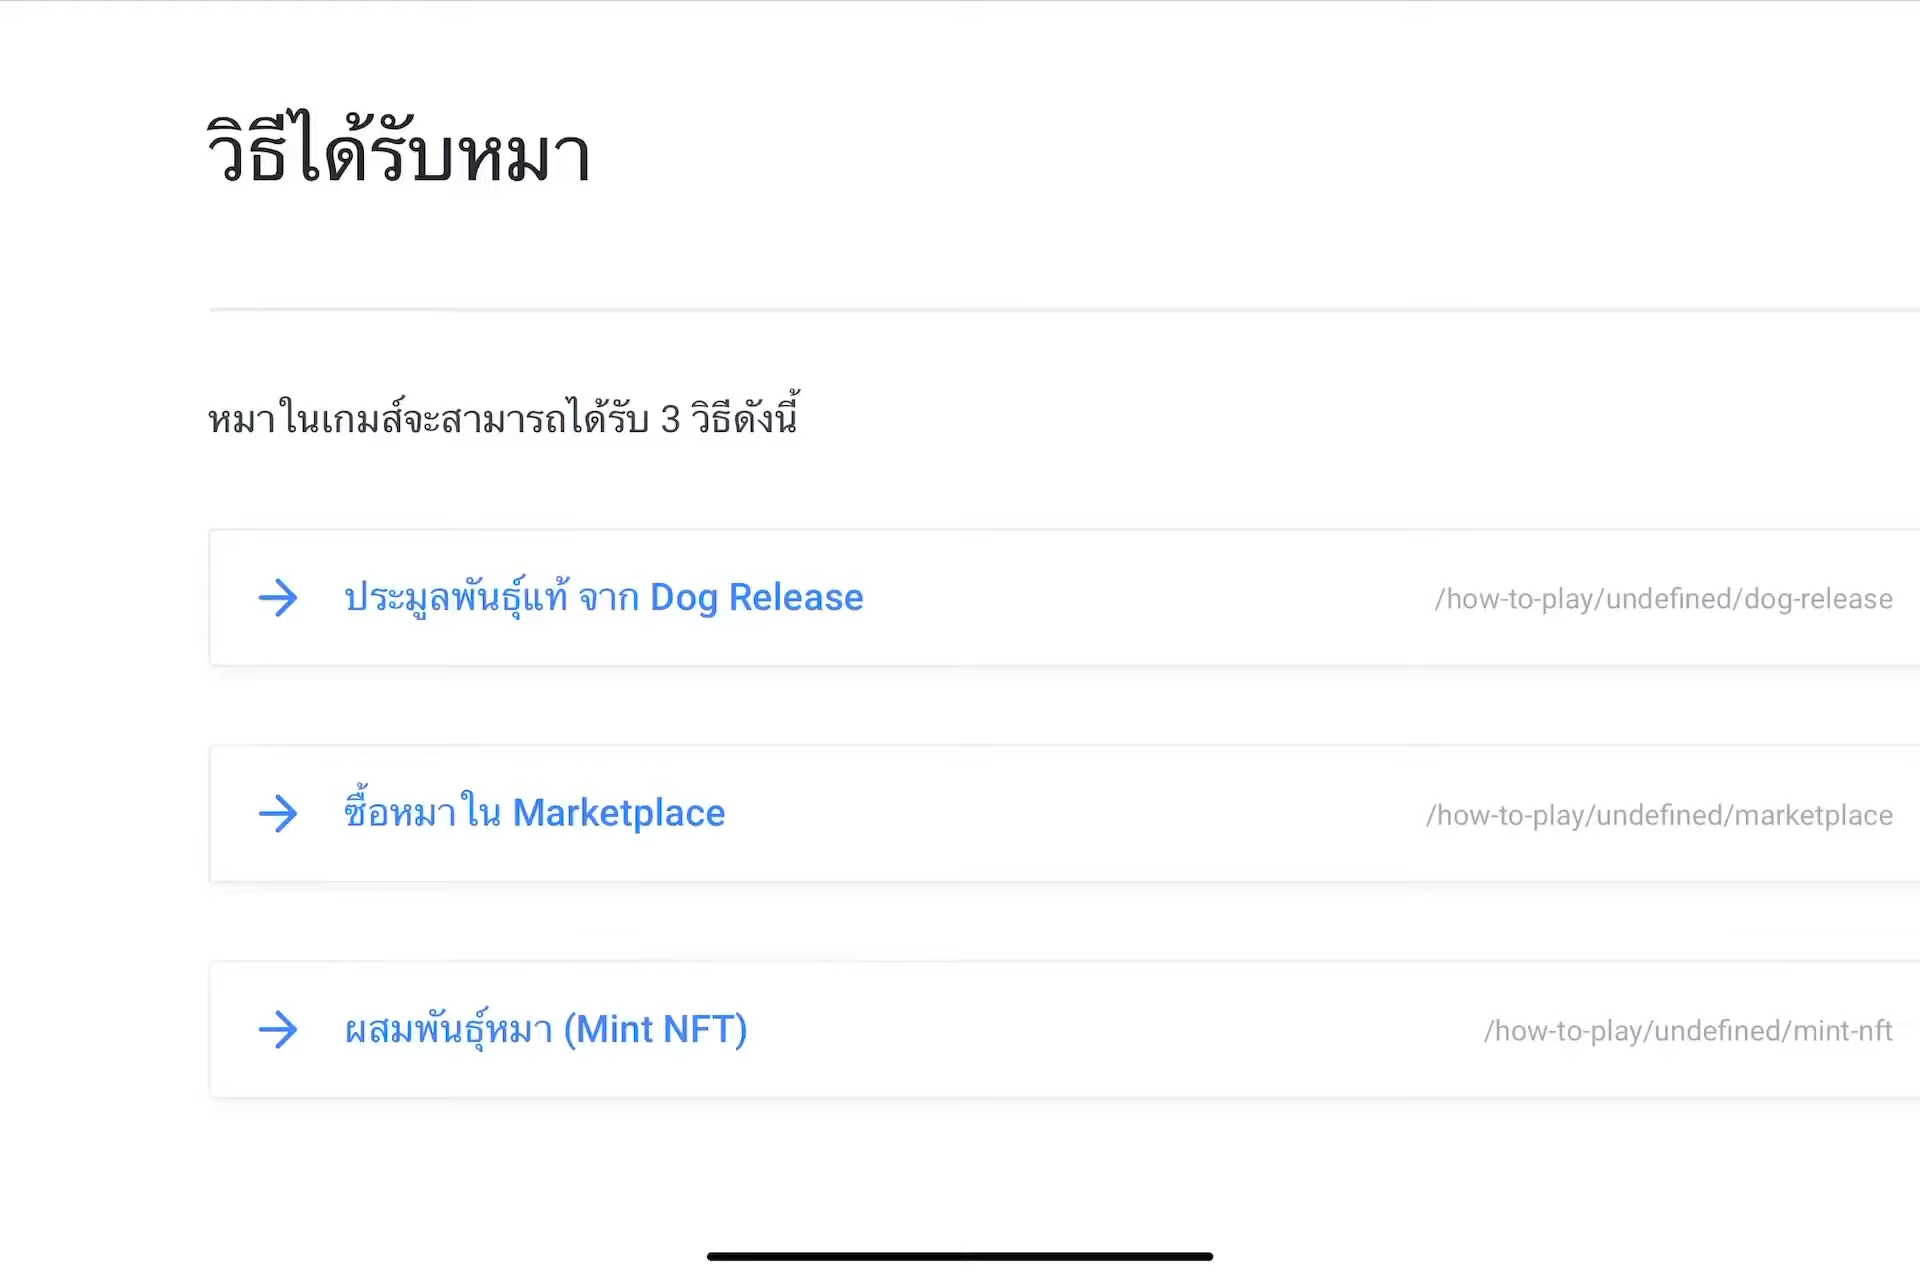 วิธีได้รับหมา
หมาในเกมส์จะสามารถได้รับ 3 วิธีดังนี้
ประมูลพันธุ์แท้ จาก Dog Release
/how-to-play/undefined/dog-release
ซื้อหมาใน Marketplace
/how-to-play/undefined/marketplace
ผสมพันธุ์หมา (Mint NFT)
/how-to-play/undefined/mint-nft